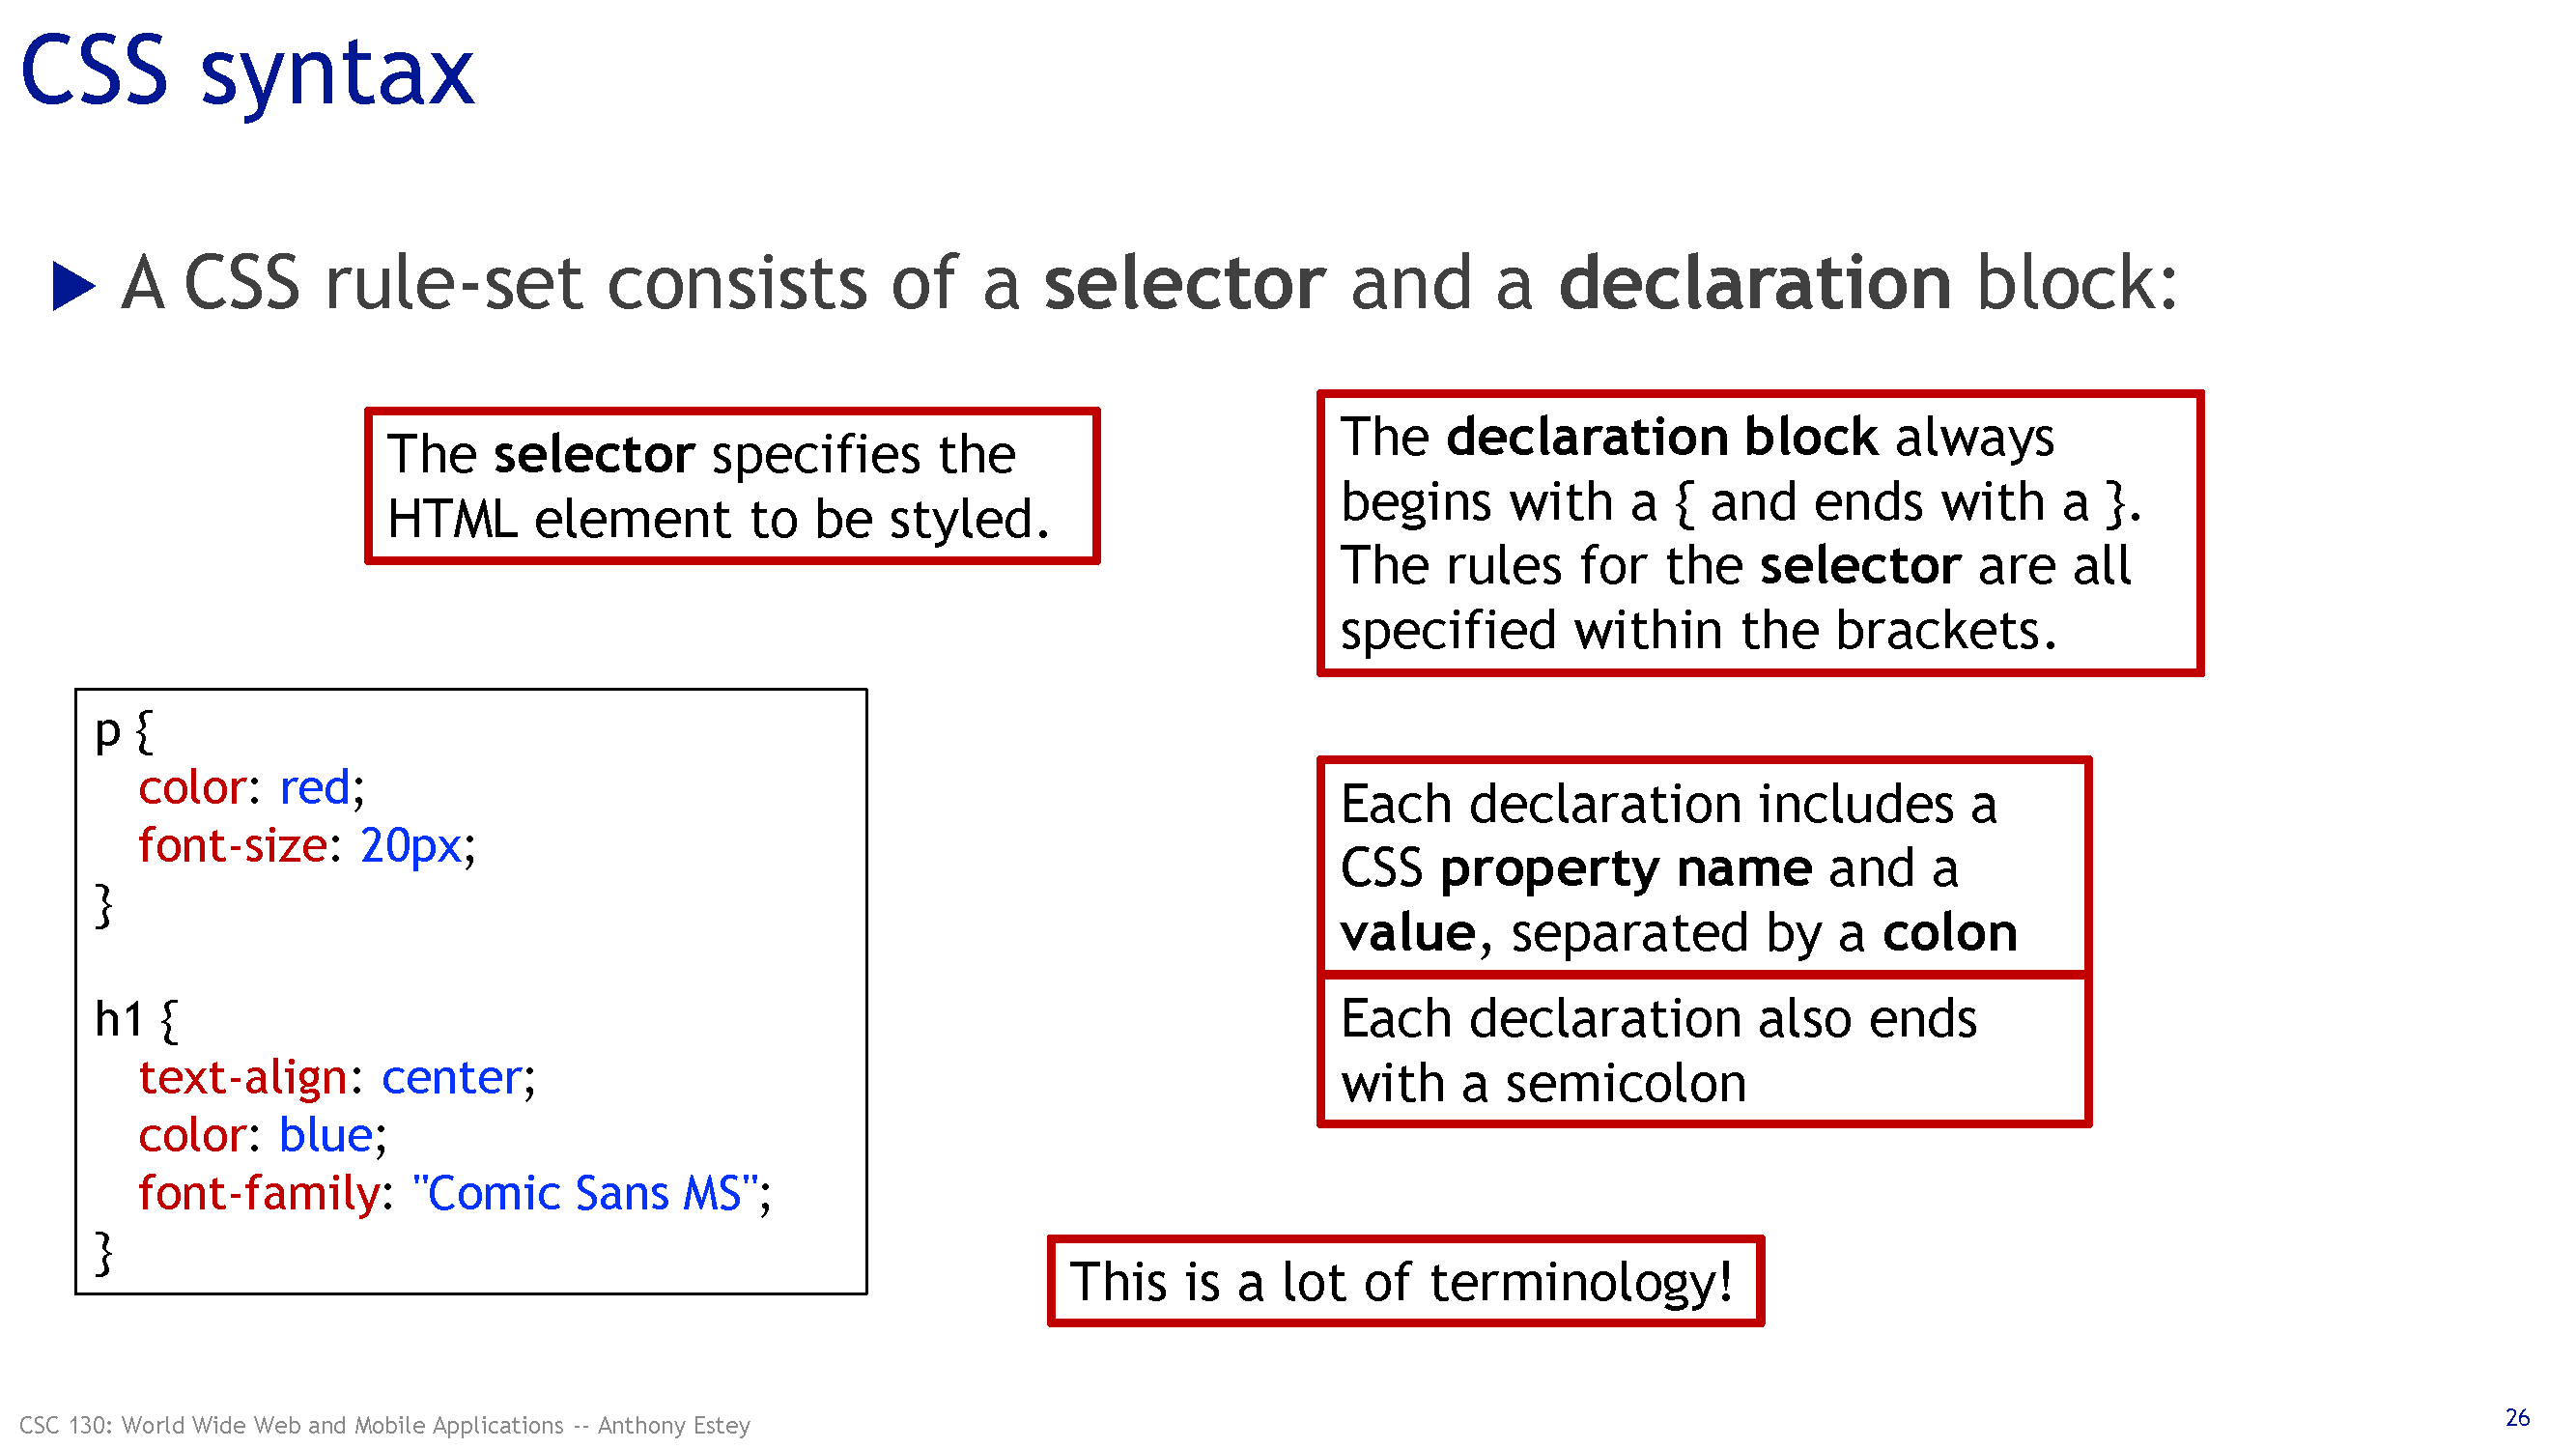 CSS syntax
▶ A CSS rule-set consists of a selector and a declaration block:
The selector specifies the
HTML element to be styled.
The declaration block always
begins with a { and ends with a }.
The rules for the selector are all
specified within the brackets.
p {
color: red;
font-size: 20px;
}
h1 {
text-align: center;
color: blue;
font-family: "Comic Sans MS";
}
Each declaration includes a
CSS property name and a
value, separated by a colon
Each declaration also ends
with a semicolon
This is a lot of terminology!
CSC 130: World Wide Web and Mobile Applications -- Anthony Estey
26